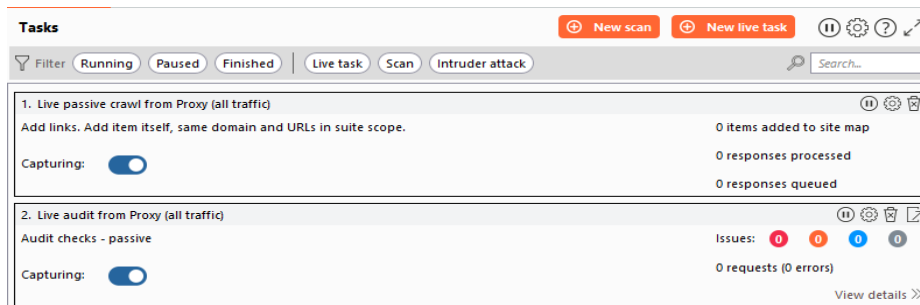 Tasks
New scan
New live task
Filter Running Paused Finished Live task Scan Intruder attack Search...
1. Live passive crawl from Proxy (all traffic)
Add links. Add item itself, same domain and URLs in suite scope.
0 items added to site map
Capturing:
0 responses processed
0 responses queued
2. Live audit from Proxy (all traffic)
Audit checks - passive
Issues: 0 0 0 0
Capturing:
0 requests (0 errors)
View details